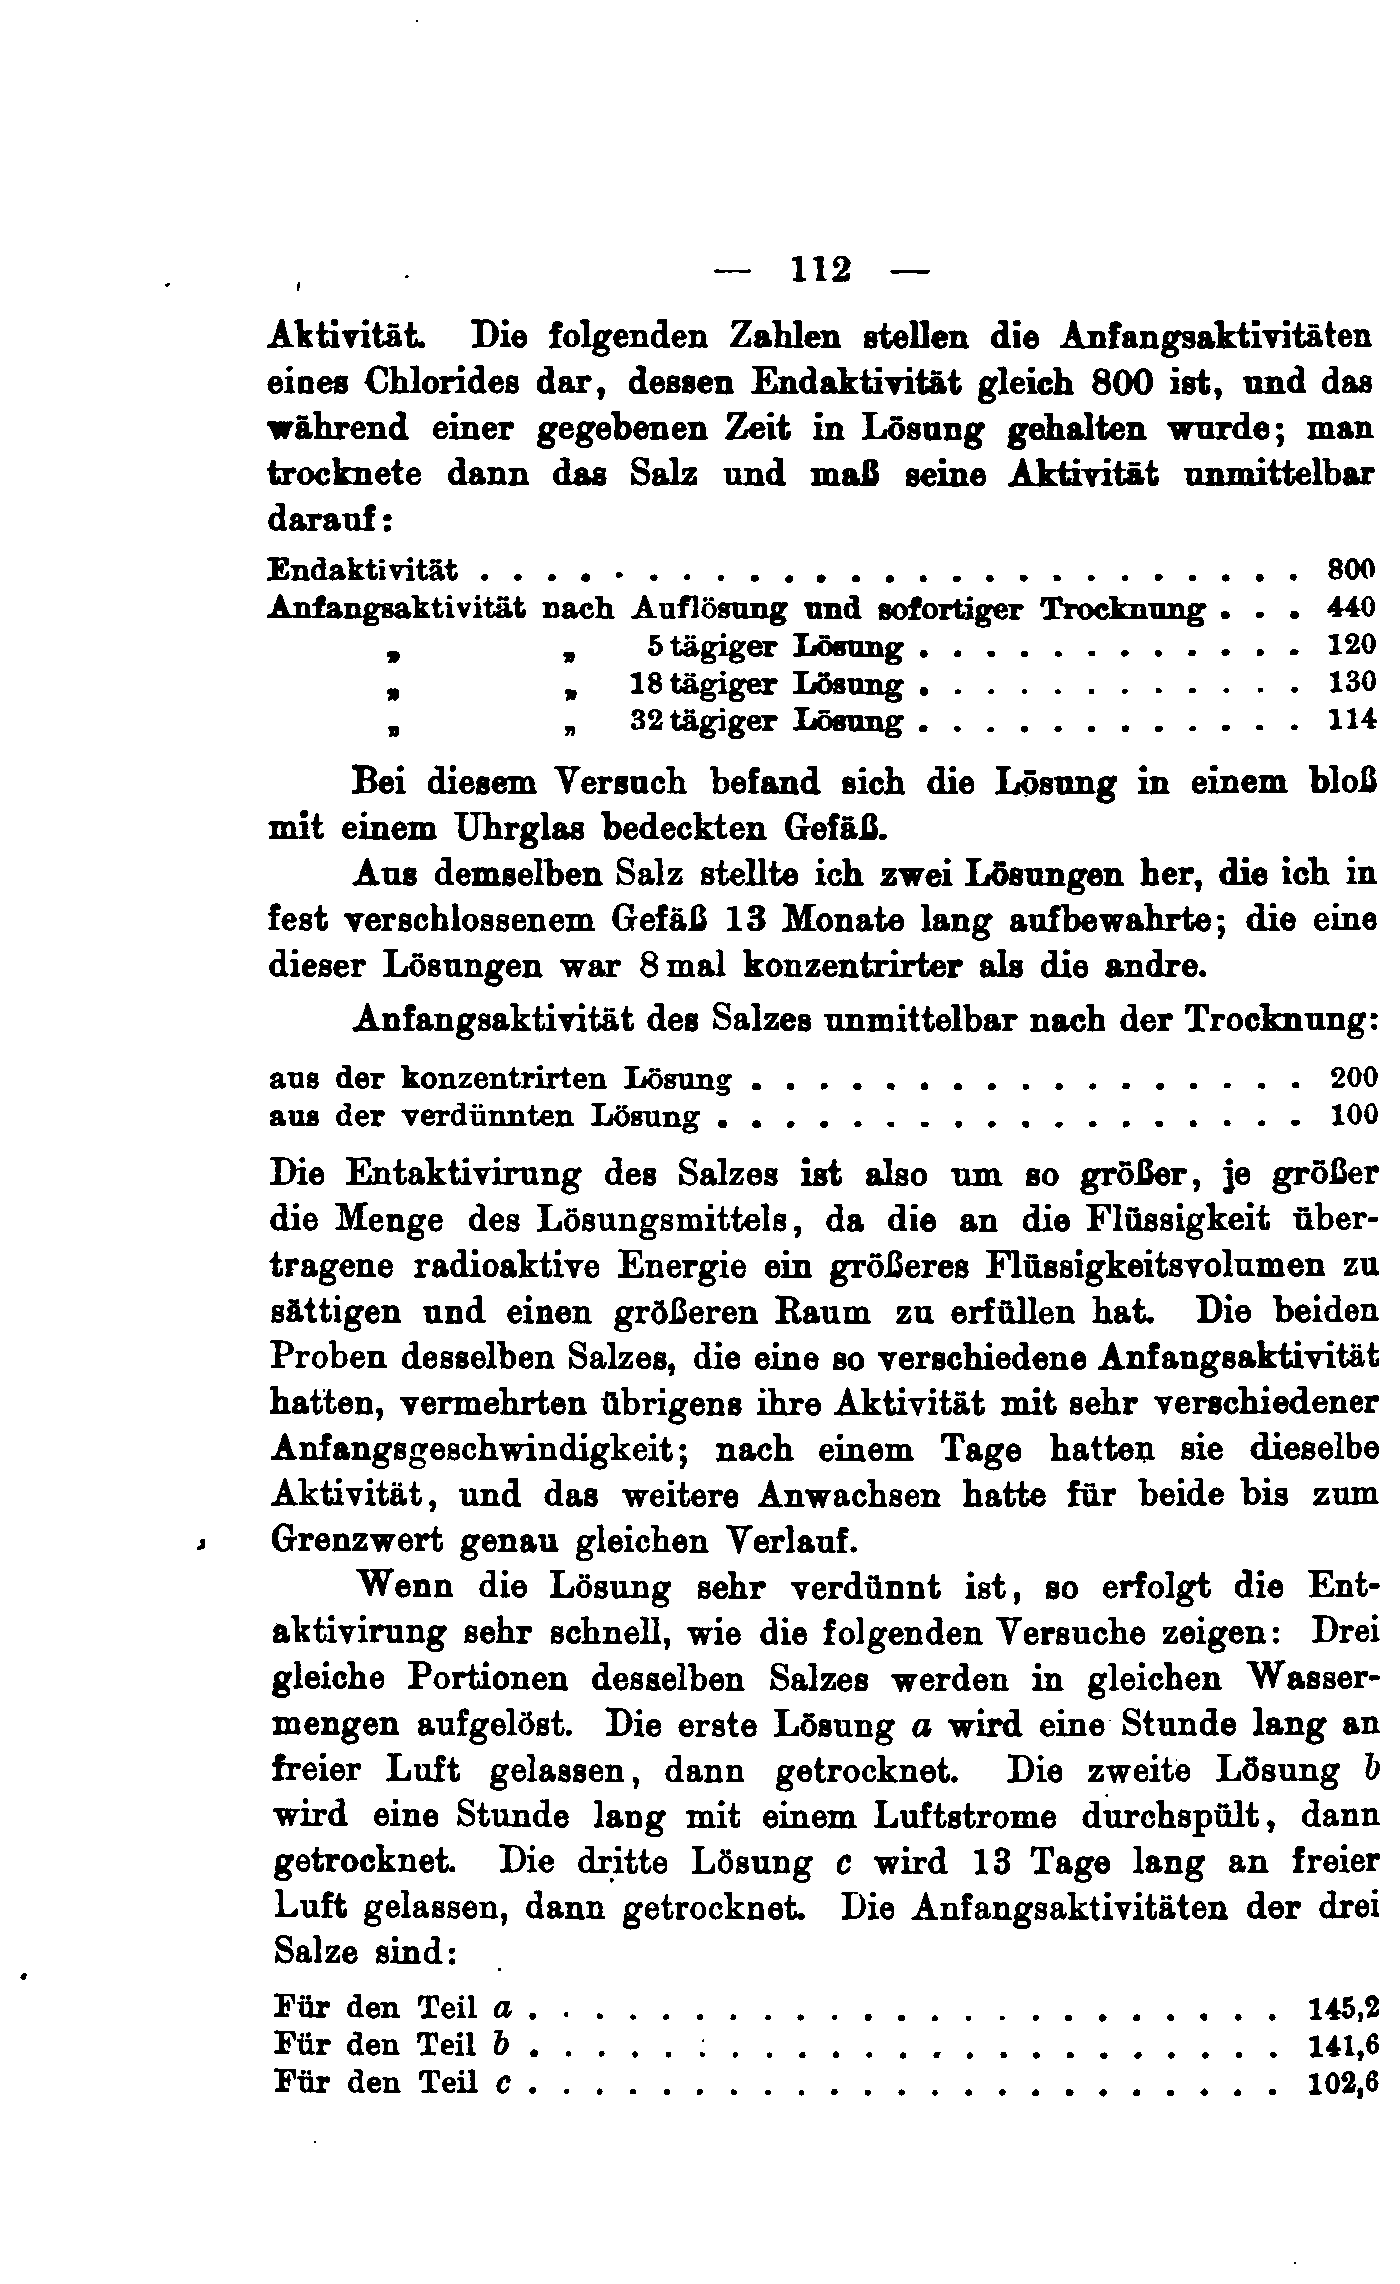 — 112 —
Aktivität. Die folgenden Zahlen stellen die Anfangsaktivitäten
eines Chlorides dar, dessen Endaktivität gleich 800 ist, und das
während einer gegebenen Zeit in Lösung gehalten wurde; man
trocknete dann das Salz und maß seine Aktivität unmittelbar
darauf:
Endaktivität . . . . . . . . . . . . . . . . . . . . . . . . . 800
Anfangsaktivität nach Auflösung und sofortiger Trocknung . . . 440
„ „ 5 tägiger Lösung . . . . . . . . . . . . 120
„ „ 18 tägiger Lösung . . . . . . . . . . . . 130
„ „ 32 tägiger Lösung . . . . . . . . . . . . 114
Bei diesem Versuch befand sich die Lösung in einem bloß
mit einem Uhrglas bedeckten Gefäß.
Aus demselben Salz stellte ich zwei Lösungen her, die ich in
fest verschlossenem Gefäß 13 Monate lang aufbewahrte; die eine
dieser Lösungen war 8 mal konzentrirter als die andre.
Anfangsaktivität des Salzes unmittelbar nach der Trocknung:
aus der konzentrirten Lösung . . . . . . . . . . . . . . . . . 200
aus der verdünnten Lösung . . . . . . . . . . . . . . . . . . 100
Die Entaktivirung des Salzes ist also um so größer, je größer
die Menge des Lösungsmittels, da die an die Flüssigkeit über-
tragene radioaktive Energie ein größeres Flüssigkeitsvolumen zu
sättigen und einen größeren Raum zu erfüllen hat. Die beiden
Proben desselben Salzes, die eine so verschiedene Anfangsaktivität
hatten, vermehrten übrigens ihre Aktivität mit sehr verschiedener
Anfangsgeschwindigkeit; nach einem Tage hatten sie dieselbe
Aktivität, und das weitere Anwachsen hatte für beide bis zum
Grenzwert genau gleichen Verlauf.
Wenn die Lösung sehr verdünnt ist, so erfolgt die Ent-
aktivirung sehr schnell, wie die folgenden Versuche zeigen: Drei
gleiche Portionen desselben Salzes werden in gleichen Wasser-
mengen aufgelöst. Die erste Lösung a wird eine Stunde lang an
freier Luft gelassen, dann getrocknet. Die zweite Lösung b
wird eine Stunde lang mit einem Luftstrome durchspült, dann
getrocknet. Die dritte Lösung c wird 13 Tage lang an freier
Luft gelassen, dann getrocknet. Die Anfangsaktivitäten der drei
Salze sind:
Für den Teil a . . . . . . . . . . . . . . . . . . . . . . . 145,2
Für den Teil b . . . . . . . . . . . . . . . . . . . . . . . 141,6
Für den Teil c . . . . . . . . . . . . . . . . . . . . . . . 102,6